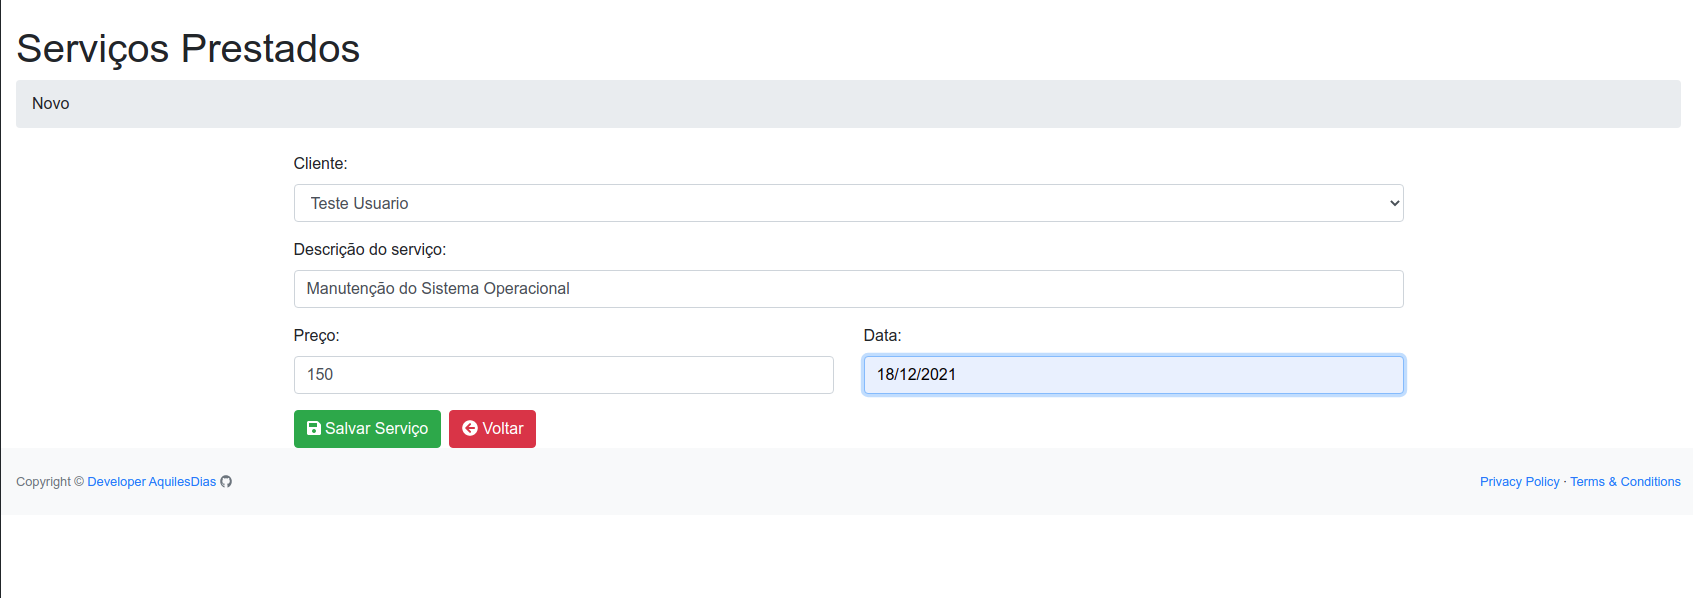 Serviços Prestados
Novo
Cliente:
Teste Usuario
Descrição do serviço:
Manutenção do Sistema Operacional
Preço: Data:
150 18/12/2021
Salvar Serviço Voltar
Copyright © Developer AquilesDias Privacy Policy · Terms & Conditions